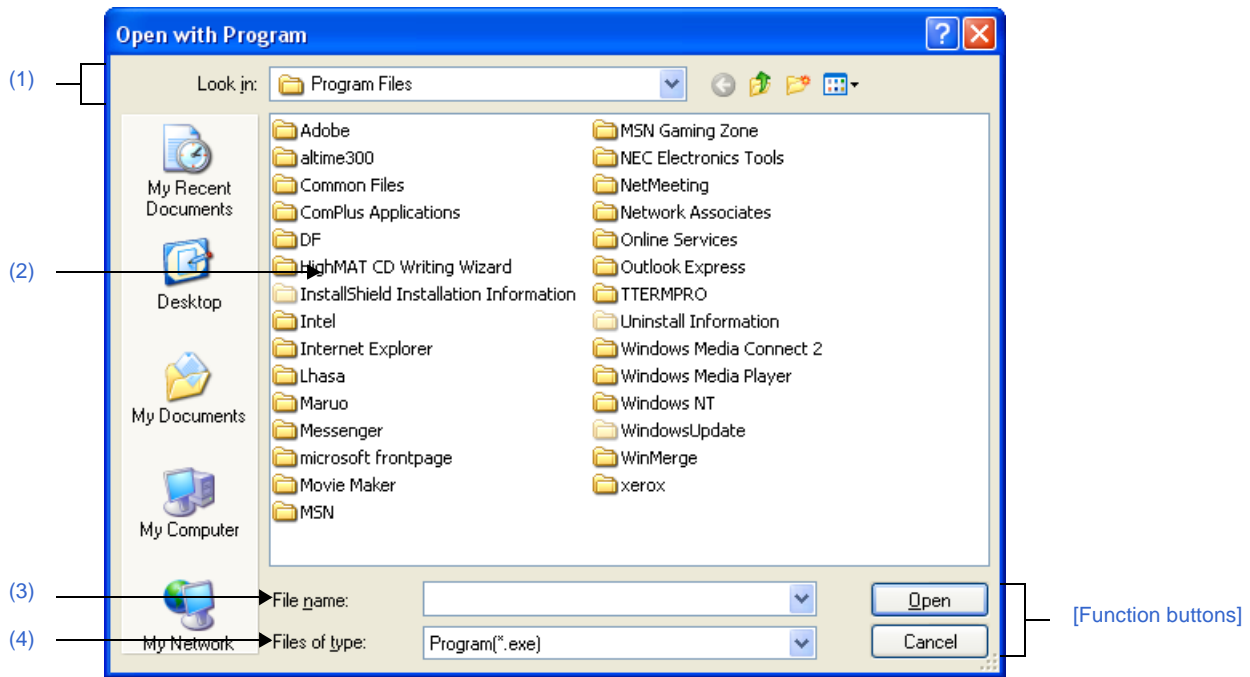 Open with Program
(1)
Look in:
Program Files
My Recent
Documents
Desktop
My Documents
My Computer
My Network
(2)
Adobe
altime300
Common Files
ComPlus Applications
DF
HighMAT CD Writing Wizard
InstallShield Installation Information
Intel
Internet Explorer
Lhasa
Maruo
Messenger
microsoft frontpage
Movie Maker
MSN
MSN Gaming Zone
NEC Electronics Tools
NetMeeting
Network Associates
Online Services
Outlook Express
TTERMPRO
Uninstall Information
Windows Media Connect 2
Windows Media Player
Windows NT
WindowsUpdate
WinMerge
xerox
(3)
File name:
Open
[Function buttons]
(4)
Files of type:
Program(*.exe)
Cancel